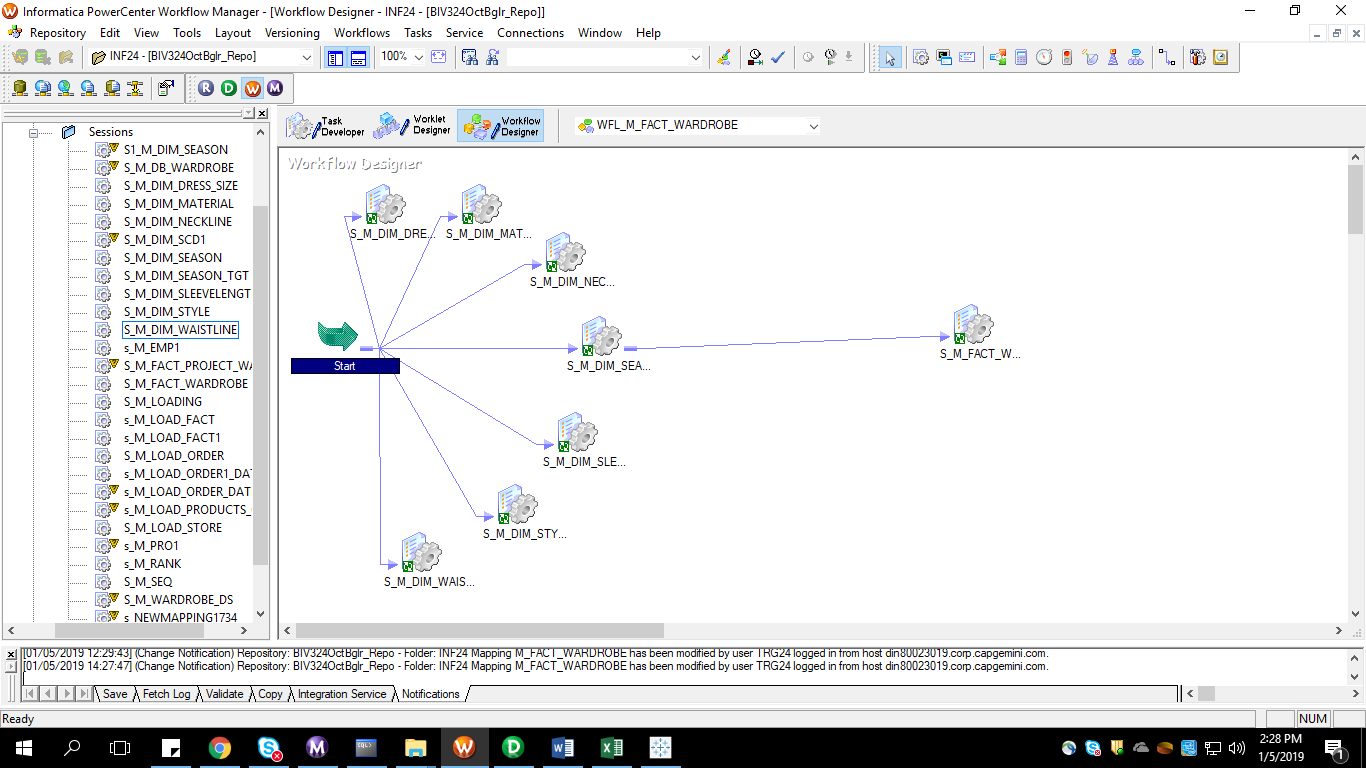 Informatica PowerCenter Workflow Manager - [Workflow Designer - INF24 - [BIV324OctBglr_Repo]]
Repository Edit View Tools Layout Versioning Workflows Tasks Service Connections Window Help
INF24 - [BIV324OctBglr_Repo] 100%
R D W M
Task Developer
Worklet Designer
Workflow Designer
WFL_M_FACT_WARDROBE
Sessions
S1_M_DIM_SEASON
S_M_DB_WARDROBE
S_M_DIM_DRESS_SIZE
S_M_DIM_MATERIAL
S_M_DIM_NECKLINE
S_M_DIM_SCD1
S_M_DIM_SEASON
S_M_DIM_SEASON_TGT
S_M_DIM_SLEEVELENGT
S_M_DIM_STYLE
S_M_DIM_WAISTLINE
s_M_EMP1
S_M_FACT_PROJECT_WA
S_M_FACT_WARDROBE
S_M_LOADING
s_M_LOAD_FACT
s_M_LOAD_FACT1
S_M_LOAD_ORDER
s_M_LOAD_ORDER1_DA
s_M_LOAD_ORDER_DAT
s_M_LOAD_PRODUCTS_
S_M_LOAD_STORE
s_M_PRO1
s_M_RANK
S_M_SEQ
S_M_WARDROBE_DS
s_NEWMAPPING1734
Workflow Designer
S_M_DIM_DRE...
S_M_DIM_MAT...
S_M_DIM_NEC...
Start
S_M_DIM_SEA...
S_M_FACT_W...
S_M_DIM_SLE...
S_M_DIM_STY...
S_M_DIM_WAIS...
[01/05/2019 12:29:43] (Change Notification) Repository: BIV324OctBglr_Repo - Folder: INF24 Mapping M_FACT_WARDROBE has been modified by user TRG24 logged in from host din80023019.corp.capgemini.com.
[01/05/2019 14:27:47] (Change Notification) Repository: BIV324OctBglr_Repo - Folder: INF24 Mapping M_FACT_WARDROBE has been modified by user TRG24 logged in from host din80023019.corp.capgemini.com.
Save Fetch Log Validate Copy Integration Service Notifications
Ready NUM
2:28 PM
1/5/2019